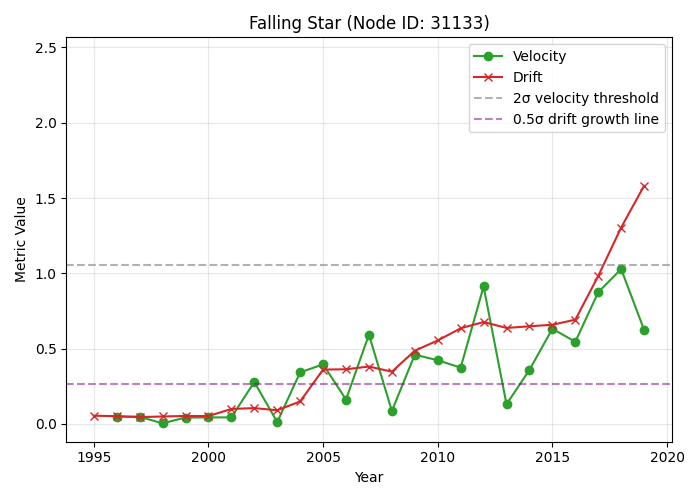 Falling Star (Node ID: 31133)
Velocity
Drift
2σ velocity threshold
0.5σ drift growth line
Metric Value
2.5
2.0
1.5
1.0
0.5
0.0
1995 2000 2005 2010 2015 2020
Year